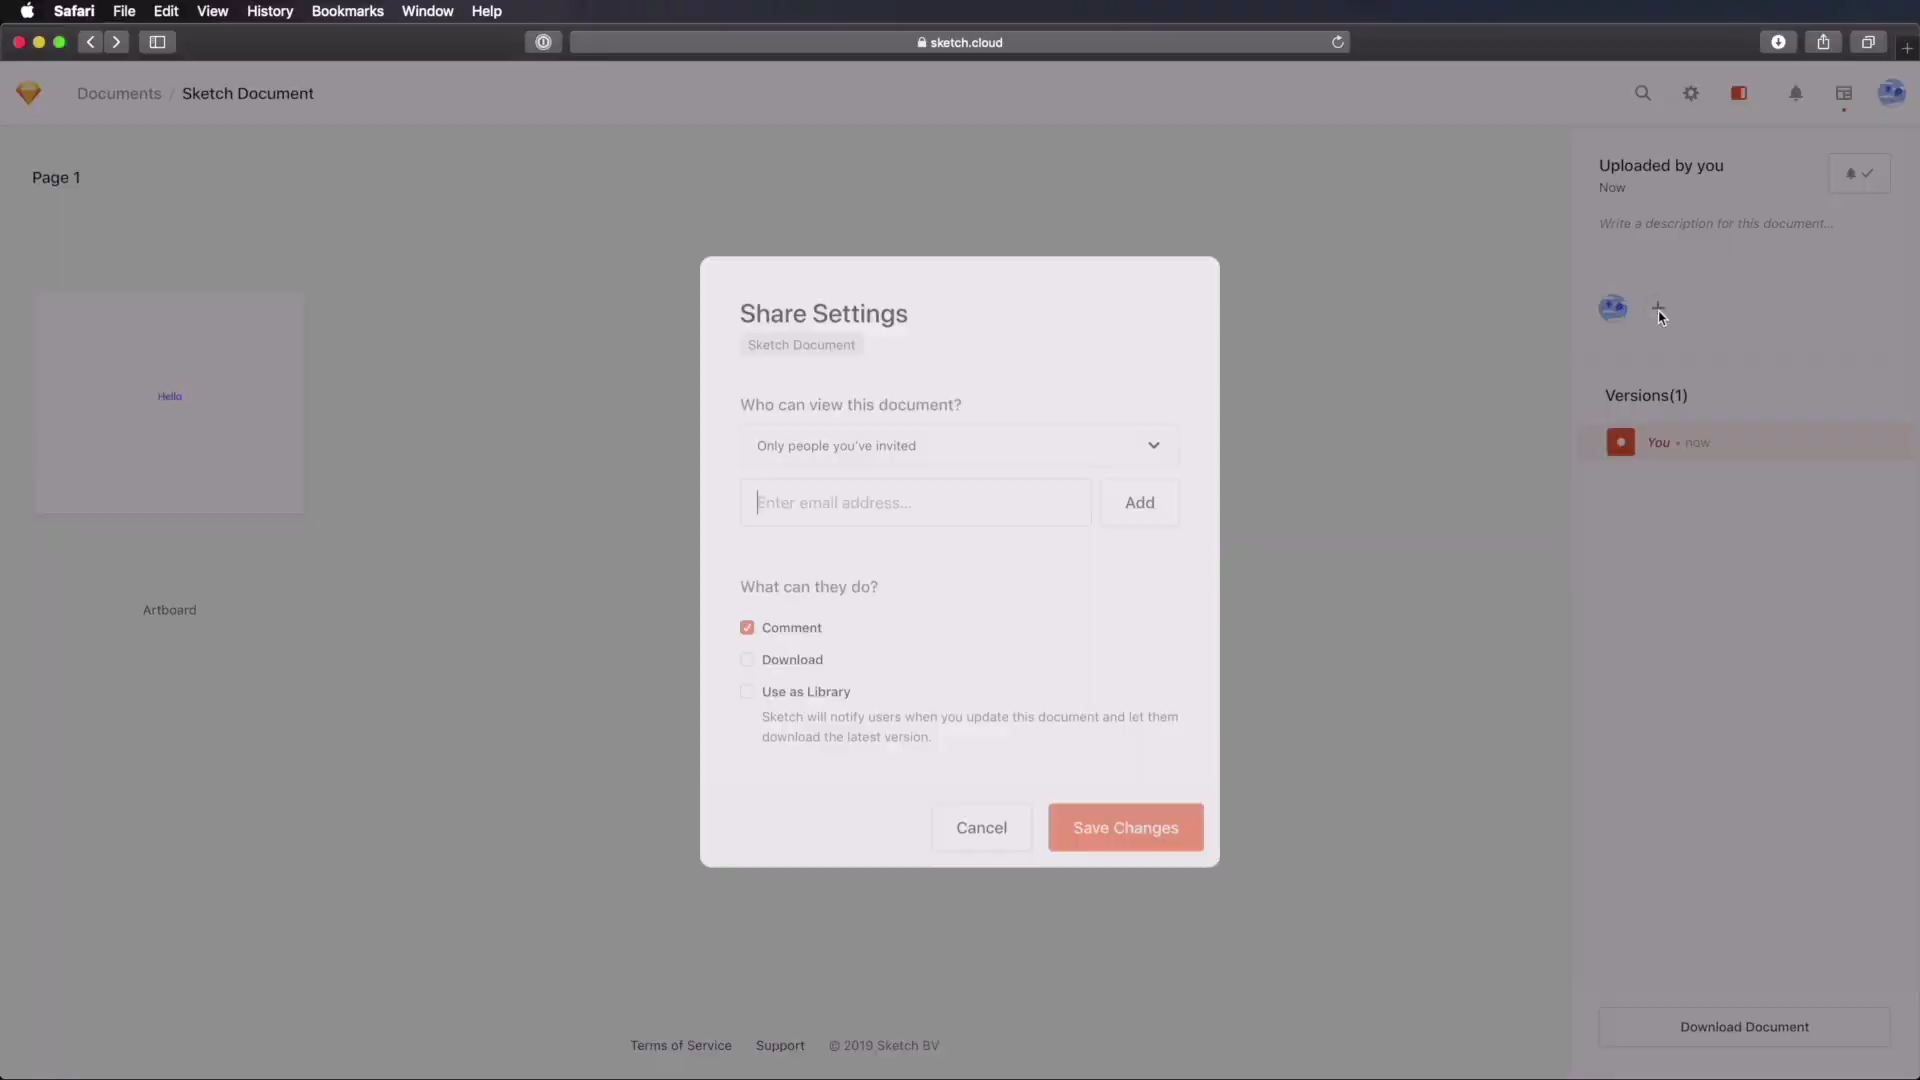 Safari File Edit View History Bookmarks Window Help
sketch.cloud
Documents / Sketch Document
Page 1
Hello
Artboard
Share Settings
Sketch Document
Who can view this document?
Only people you've invited
Enter email address...
Add
What can they do?
Comment
Download
Use as Library
Sketch will notify users when you update this document and let them
download the latest version.
Cancel
Save Changes
Uploaded by you
Now
Write a description for this document...
Versions(1)
You • now
Download Document
Terms of Service Support © 2019 Sketch BV